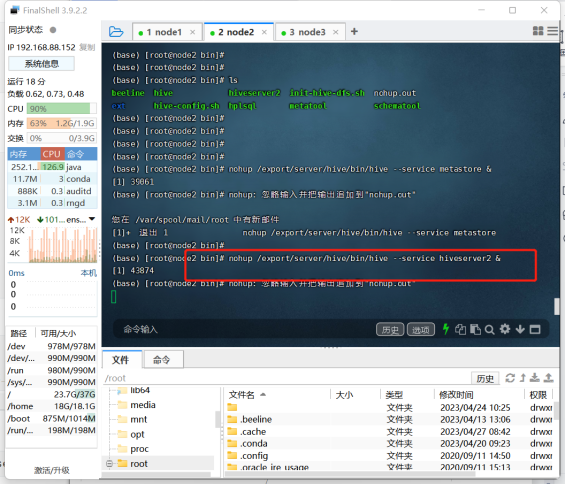 FinalShell 3.9.2.2
同步状态
IP 192.168.88.152 复制
系统信息
运行 18 分
负载 0.62, 0.73, 0.48
CPU 90%
内存 63% 1.2G/1.9G
交换 0% 0/3.9G
内存 CPU 命令
252.1... 126.9 java
11.7M 3 conda
888K 0.3 auditd
3.1M 0.3 mgd
12K 101... ens...
12K
8K
4K
0ms 本机
0
0
0
路径 可用/大小
/dev 978M/978M
/dev/... 990M/990M
/run 980M/990M
/sys/... 990M/990M
/ 23.7G/37G
/home 18G/18.1G
/boot 875M/1014M
/run/... 198M/198M
激活/升级
1 node1
2 node2
3 node3
(base) [root@node2 bin]#
(base) [root@node2 bin]#
(base) [root@node2 bin]# ls
beeline hive hiveserver2 init-hive-dfs.sh nohup.out
ext hive-config.sh hplsql metatool schematool
(base) [root@node2 bin]#
(base) [root@node2 bin]#
(base) [root@node2 bin]#
(base) [root@node2 bin]#
(base) [root@node2 bin]# nohup /export/server/hive/bin/hive --service metastore &
[1] 39061
(base) [root@node2 bin]# nohup: 忽略输入并把输出追加到"nohup.out"
您在 /var/spool/mail/root 中有新邮件
[1]+ 退出 1 nohup /export/server/hive/bin/hive --service metastore
(base) [root@node2 bin]#
(base) [root@node2 bin]# nohup /export/server/hive/bin/hive --service hiveserver2 &
[1] 43874
(base) [root@node2 bin]# nohup: 忽略输入并把输出追加到"nohup.out"
命令输入
历史
选项
文件
命令
/root
历史
lib64
media
mnt
opt
proc
root
文件名 大小 类型 修改时间 权限
文件夹 2023/04/24 10:25 drwxr
.beeline 文件夹 2023/04/13 13:06 drwxr
.cache 文件夹 2023/04/27 08:42 drwxr
.conda 文件夹 2023/04/20 09:23 drwxr
.config 文件夹 2020/09/11 14:50 drwxr
.oracle_jre_usage 文件夹 2020/09/11 15:13 drwxr